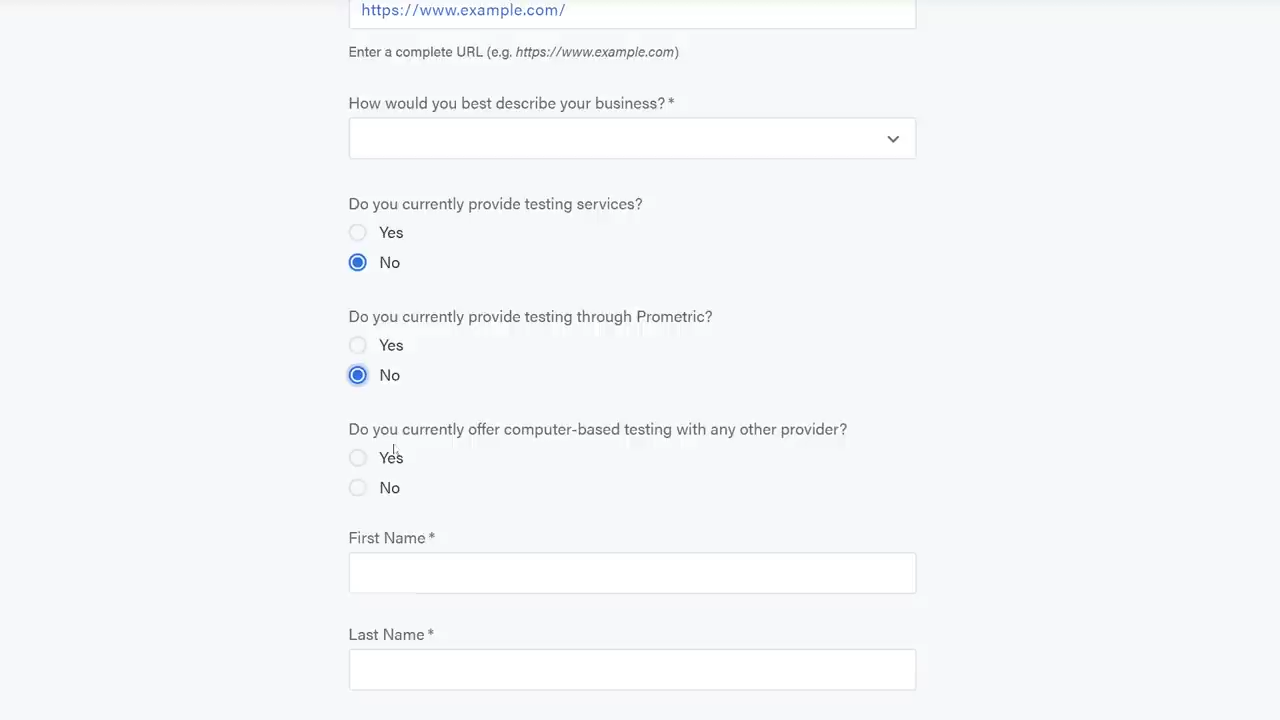 https://www.example.com/
Enter a complete URL (e.g. https://www.example.com)
How would you best describe your business? *
Do you currently provide testing services?
Yes
No
Do you currently provide testing through Prometric?
Yes
No
Do you currently offer computer-based testing with any other provider?
Yes
No
First Name *
Last Name *